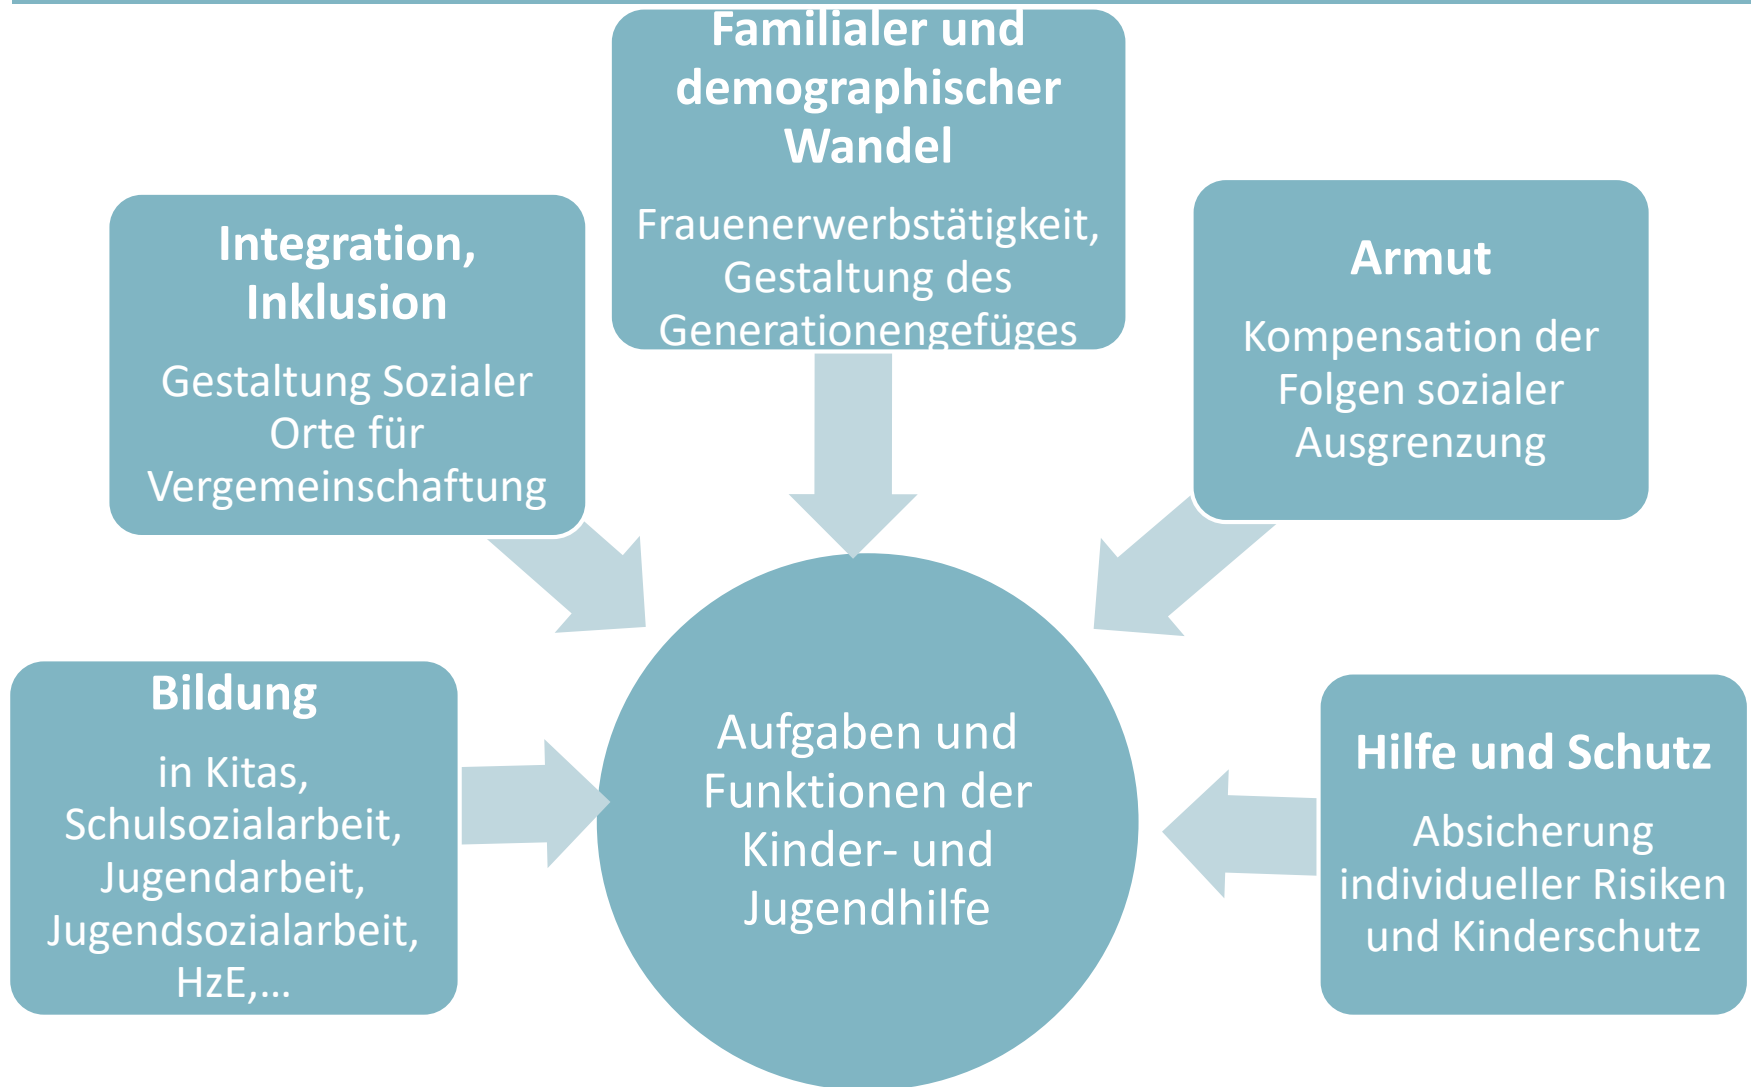 Familialer und
demographischer
Wandel
Frauenerwerbstätigkeit,
Gestaltung des
Generationengefüges
Integration,
Inklusion
Gestaltung Sozialer
Orte für
Vergemeinschaftung
Armut
Kompensation der
Folgen sozialer
Ausgrenzung
Bildung
in Kitas,
Schulsozialarbeit,
Jugendarbeit,
Jugendsozialarbeit,
HzE,...
Aufgaben und
Funktionen der
Kinder- und
Jugendhilfe
Hilfe und Schutz
Absicherung
individueller Risiken
und Kinderschutz